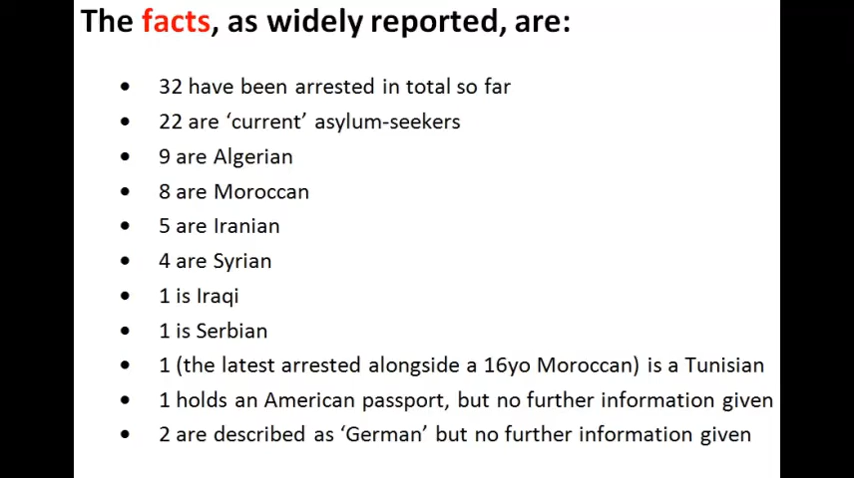 The facts, as widely reported, are:
• 32 have been arrested in total so far
• 22 are ‘current’ asylum-seekers
• 9 are Algerian
• 8 are Moroccan
• 5 are Iranian
• 4 are Syrian
• 1 is Iraqi
• 1 is Serbian
• 1 (the latest arrested alongside a 16yo Moroccan) is a Tunisian
• 1 holds an American passport, but no further information given
• 2 are described as ‘German’ but no further information given